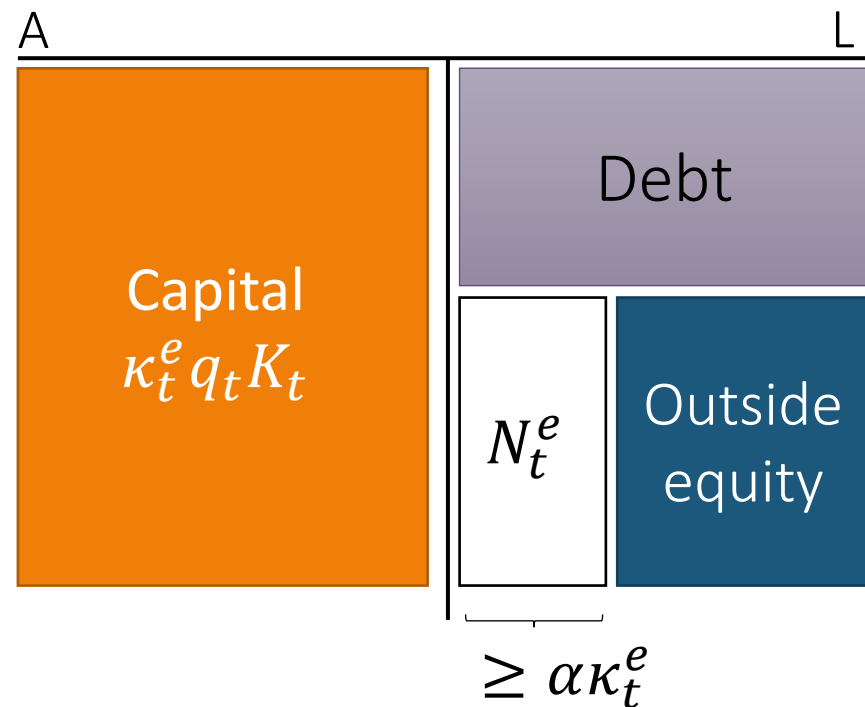 A L
Debt
Capital
κ_t^e q_t K_t
N_t^e
Outside
equity
≥ ακ_t^e